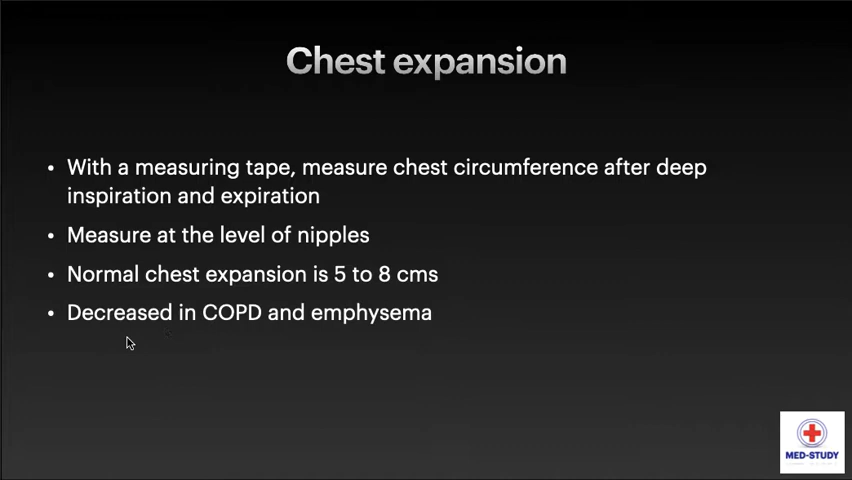 Chest expansion
• With a measuring tape, measure chest circumference after deep
inspiration and expiration
• Measure at the level of nipples
• Normal chest expansion is 5 to 8 cms
• Decreased in COPD and emphysema
MED-STUDY